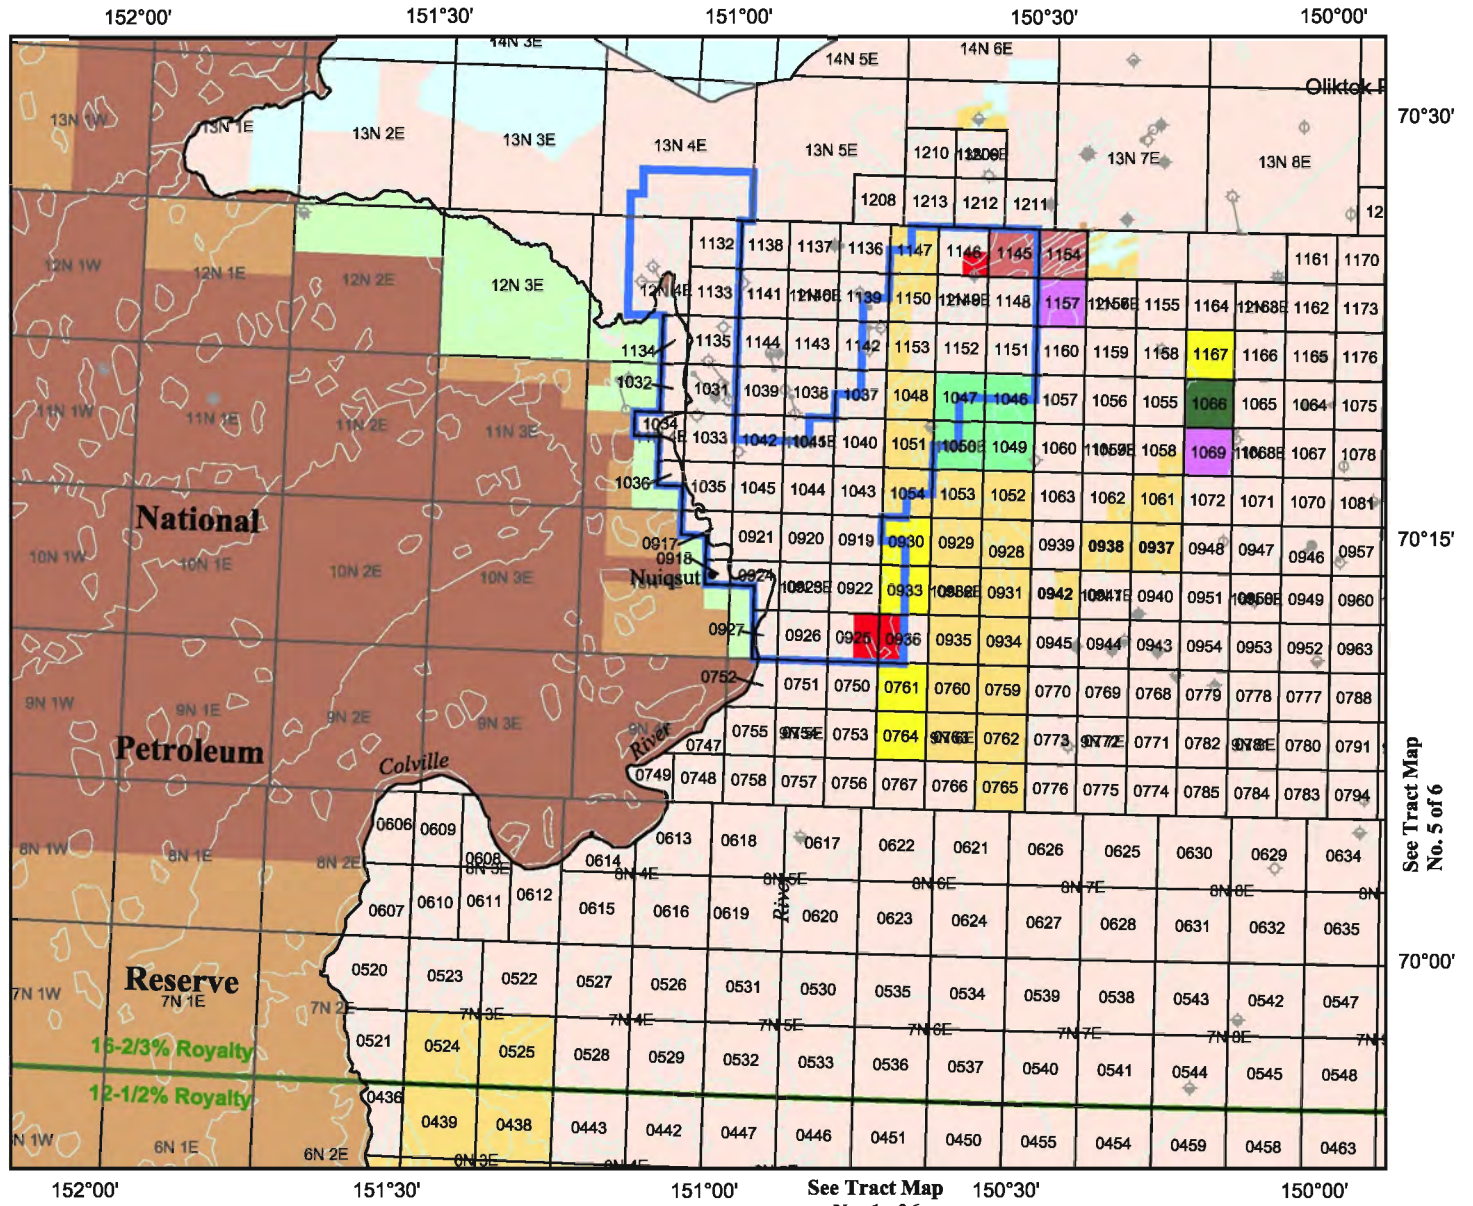 152°00' 151°30' 151°00' 150°30' 150°00'
14N 3E 14N 5E 14N 6E
Oliktok P
70°30'
13N 1W 13N 1E 13N 2E 13N 3E 13N 4E 13N 5E 1210 13N 7E 13N 8E
1208 1213 1212 1211 12
1132 1138 1137 1136 1147 1146 1145 1154 1161 1170
12N 1W 12N 1E 12N 2E 12N 3E 12N 4E 1133 1141 1139 1150 1148 1157 1155 1164 1162 1173
1134 1135 1144 1143 1142 1153 1152 1151 1160 1159 1158 1167 1166 1165 1176
1032 1031 1039 1038 1037 1048 1047 1046 1057 1056 1055 1066 1065 1064 1075
11N 1W 11N 1E 11N 2E 11N 3E 1034 1033 1042 1040 1051 1050 1049 1060 1058 1069 1067 1078
1036 1035 1045 1044 1043 1054 1053 1052 1063 1062 1061 1072 1071 1070 1081
National
0917 0921 0920 0919 0930 0929 0928 0939 0938 0937 0948 0947 0946 0957
70°15'
10N 1W 10N 1E 10N 2E 10N 3E 0918 0924 0922 0933 0931 0942 0940 0951 0949 0960
Nuiqsut
0927 0926 0925 0936 0935 0934 0945 0944 0943 0954 0953 0952 0963
0752 0751 0750 0761 0760 0759 0770 0769 0768 0779 0778 0777 0788
9N 1W 9N 1E 9N 2E 9N 3E 0747 0755 0753 0764 0762 0773 0771 0782 0780 0791
Petroleum
Colville River
0749 0748 0758 0757 0756 0767 0766 0765 0776 0775 0774 0785 0784 0783 0794
See Tract Map
No. 5 of 6
0606 0609 0608 0614 0613 0618 0617 0622 0621 0626 0625 0630 0629 0634
8N 1W 8N 1E 8N 2E 8N 3E 8N 4E 8N 5E 8N 6E 8N 7E 8N 8E 8N
River
0607 0610 0611 0612 0615 0616 0619 0620 0623 0624 0627 0628 0631 0632 0635
0520 0523 0522 0527 0526 0531 0530 0535 0534 0539 0538 0543 0542 0547
70°00'
Reserve
7N 1W 7N 1E 7N 2E 7N 3E 7N 4E 7N 5E 7N 6E 7N 7E 7N 8E
0521 0524 0525 0528 0529 0532 0533 0536 0537 0540 0541 0544 0545 0548
16-2/3% Royalty
12-1/2% Royalty
0436 0439 0438 0443 0442 0447 0446 0451 0450 0455 0454 0459 0458 0463
N 1W 6N 1E 6N 2E
152°00' 151°30' 151°00' See Tract Map 150°30' 150°00'